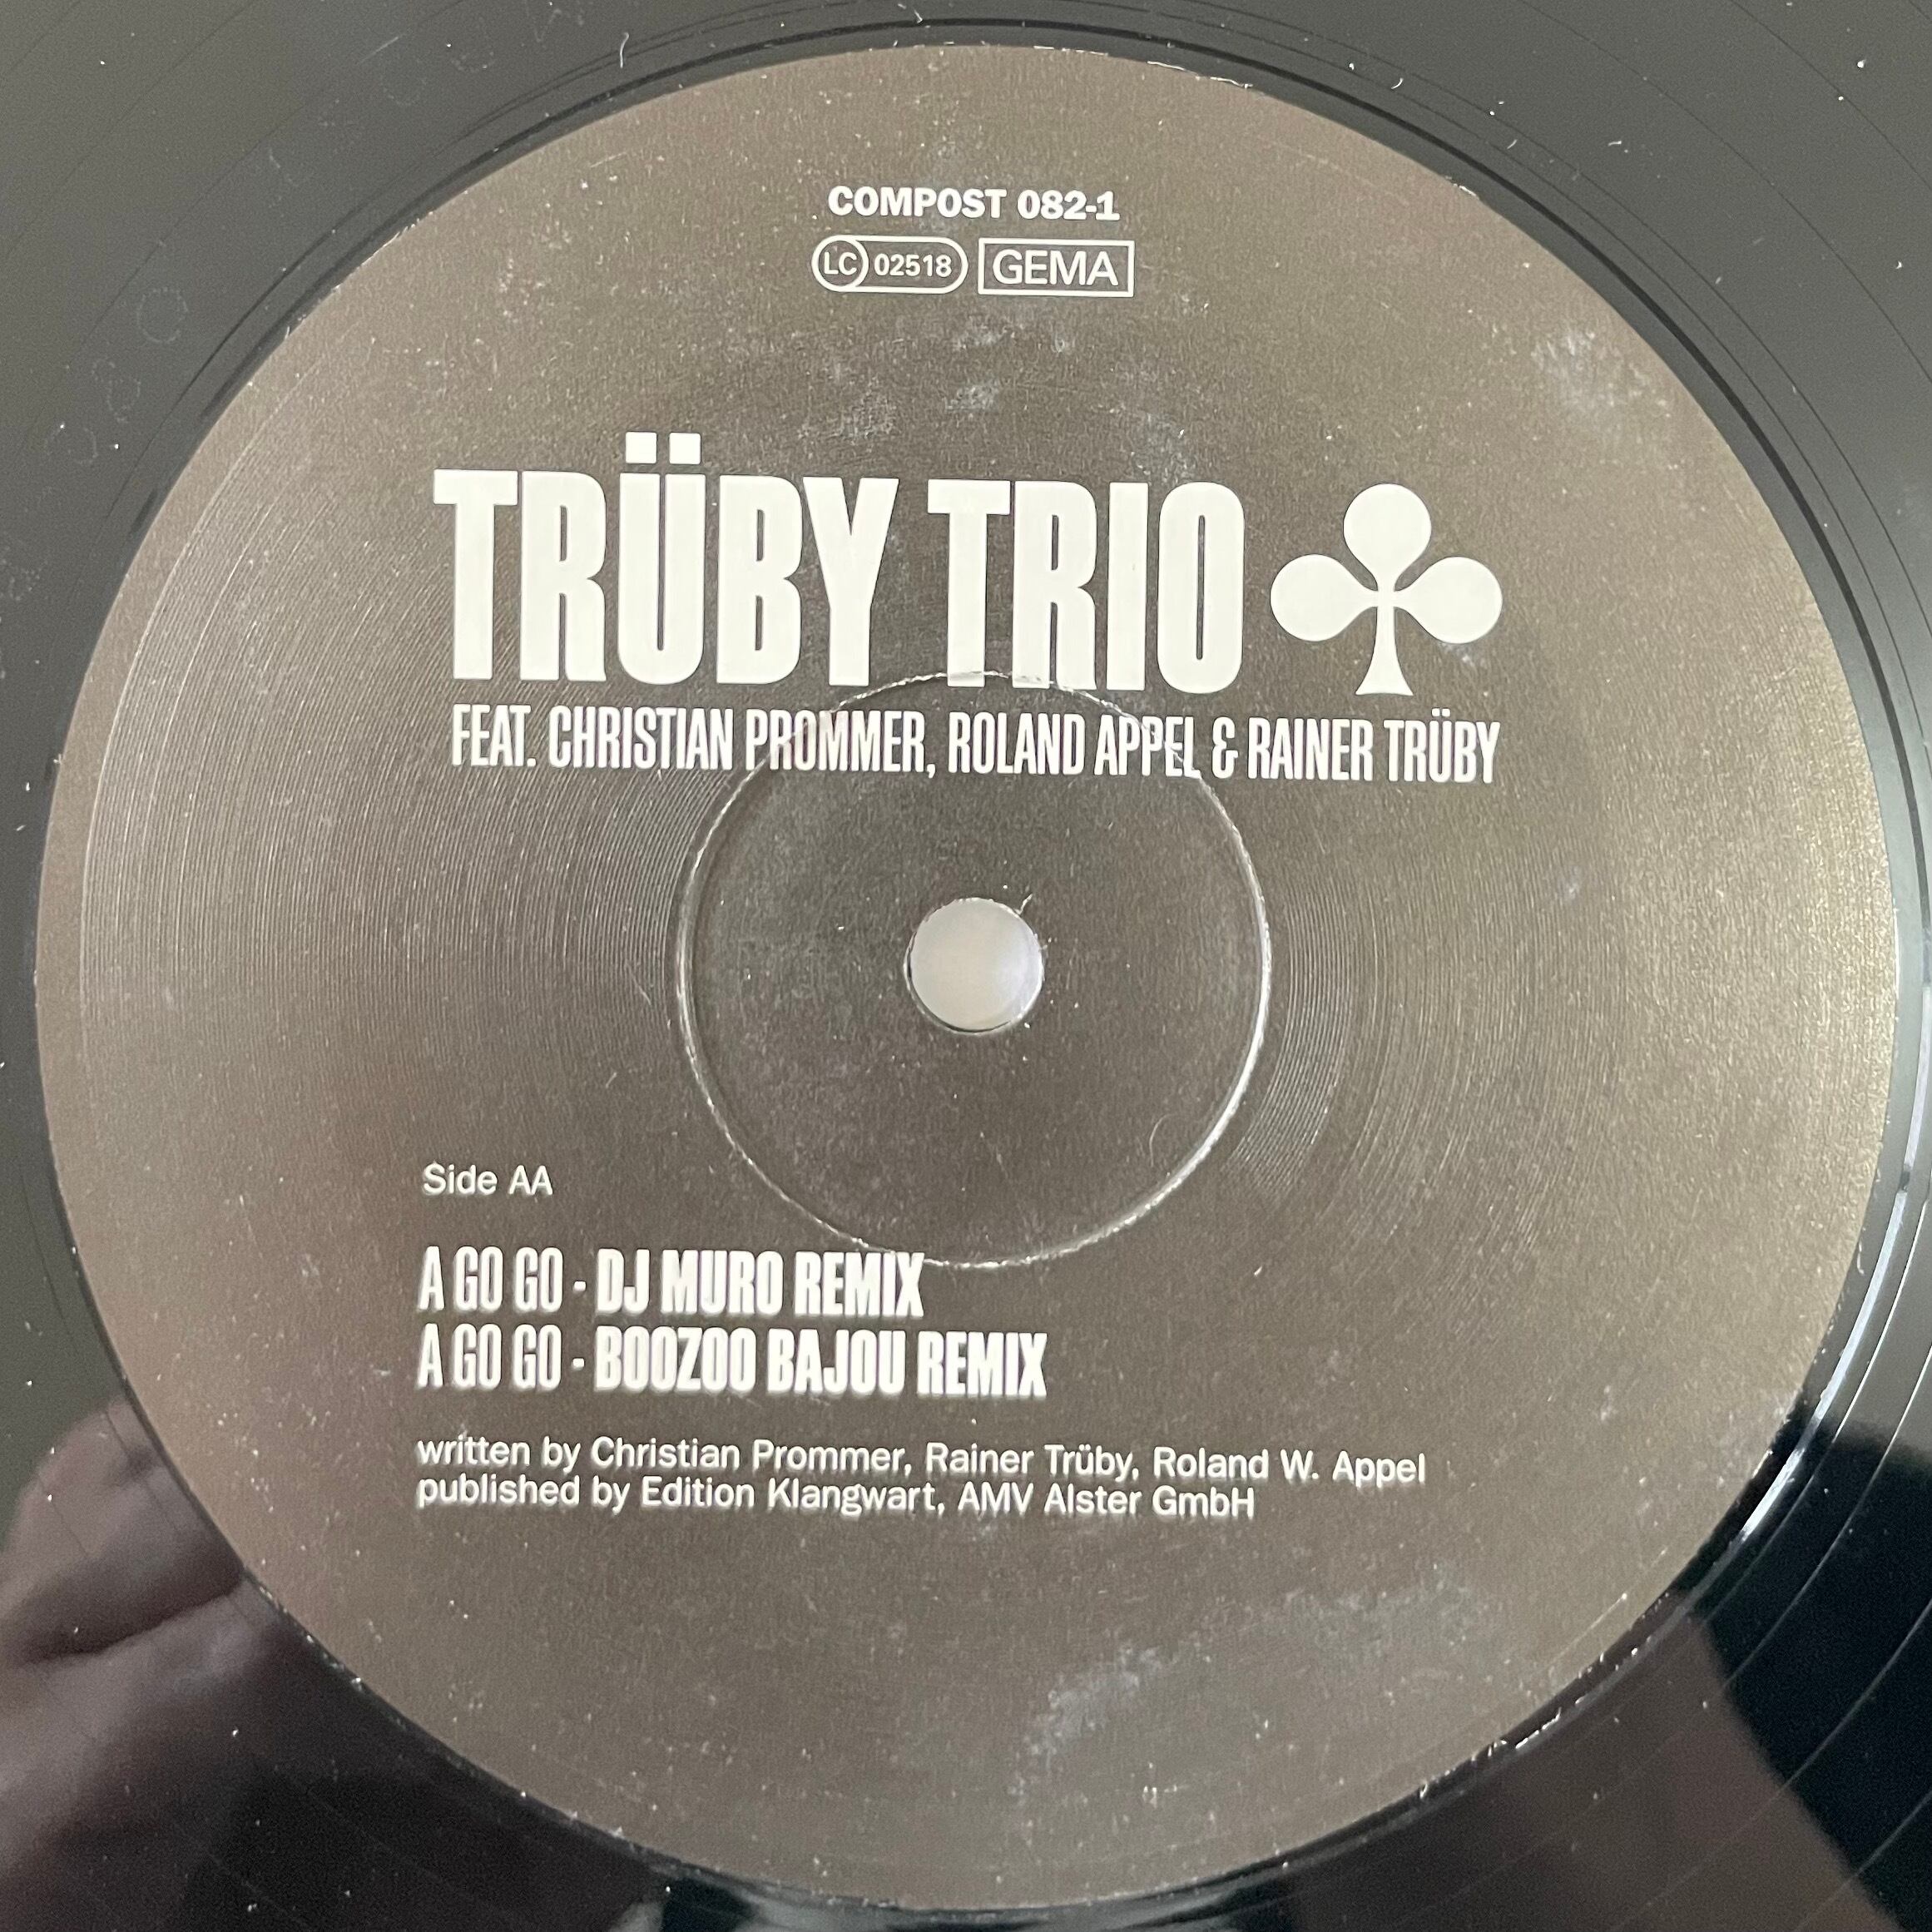 COMPOST 082-1
LC 02518 GEMA
TRÜBY TRIO
FEAT. CHRISTIAN PROMMER, ROLAND APPEL & RAINER TRÜBY
Side AA
A GO GO - DJ MURO REMIX
A GO GO - BOOZOO BAJOU REMIX
written by Christian Prommer, Rainer Trüby, Roland W. Appel
published by Edition Klangwart, AMV Alster GmbH